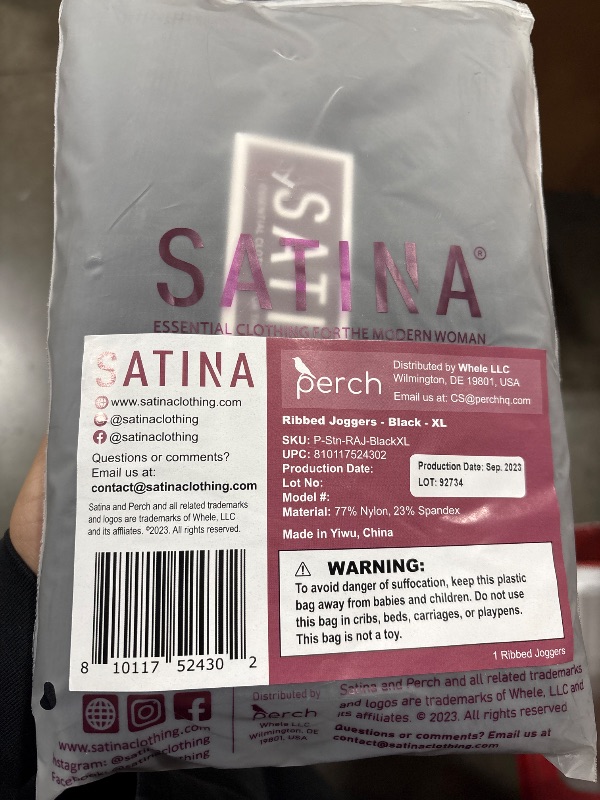 SATI
SATINA®
ESSENTIAL CLOTHING FOR THE MODERN WOMAN
SATINA
www.satinaclothing.com
@satinaclothing
@satinaclothing
Questions or comments?
Email us at:
contact@satinaclothing.com
Satina and Perch and all related trademarks
and logos are trademarks of Whele, LLC
and its affliates. ©2023. All rights reserved.
8 10117 52430 2
perch
Distributed by Whele LLC
Wilmington, DE 19801, USA
Email us at: CS@perchhq.com
Ribbed Joggers - Black - XL
SKU: P-Stn-RAJ-BlackXL
UPC: 810117524302
Production Date:
Lot No:
Model #:
Production Date: Sep. 2023
LOT: 92734
Material: 77% Nylon, 23% Spandex
Made in Yiwu, China
WARNING:
To avoid danger of suffocation, keep this plastic
bag away from babies and children. Do not use
this bag in cribs, beds, carriages, or playpens.
This bag is not a toy.
1 Ribbed Joggers
www.satinaclothing.com
Instagram: @satinaclothing
Facebook: @satinaclothing
Distributed by
perch
Whele LLC
Wilmington, DE
19801, USA
Satina and Perch and all related trademarks
and logos are trademarks of Whele, LLC and
its affiliates. © 2023. All rights reserved
Questions or comments? Email us at
contact@satinaclothing.com